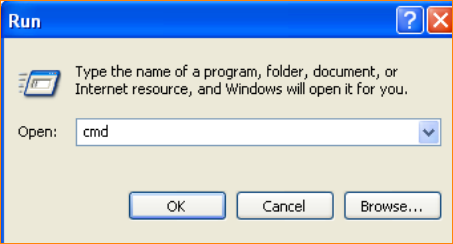 Run
Type the name of a program, folder, document, or
Internet resource, and Windows will open it for you.
Open: cmd
OK Cancel Browse...